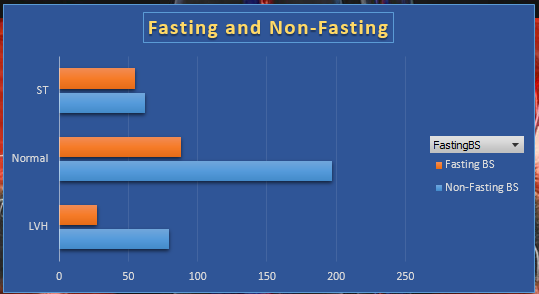 Fasting and Non-Fasting
ST
Normal
LVH
0 50 100 150 200 250
FastingBS
Fasting BS
Non-Fasting BS